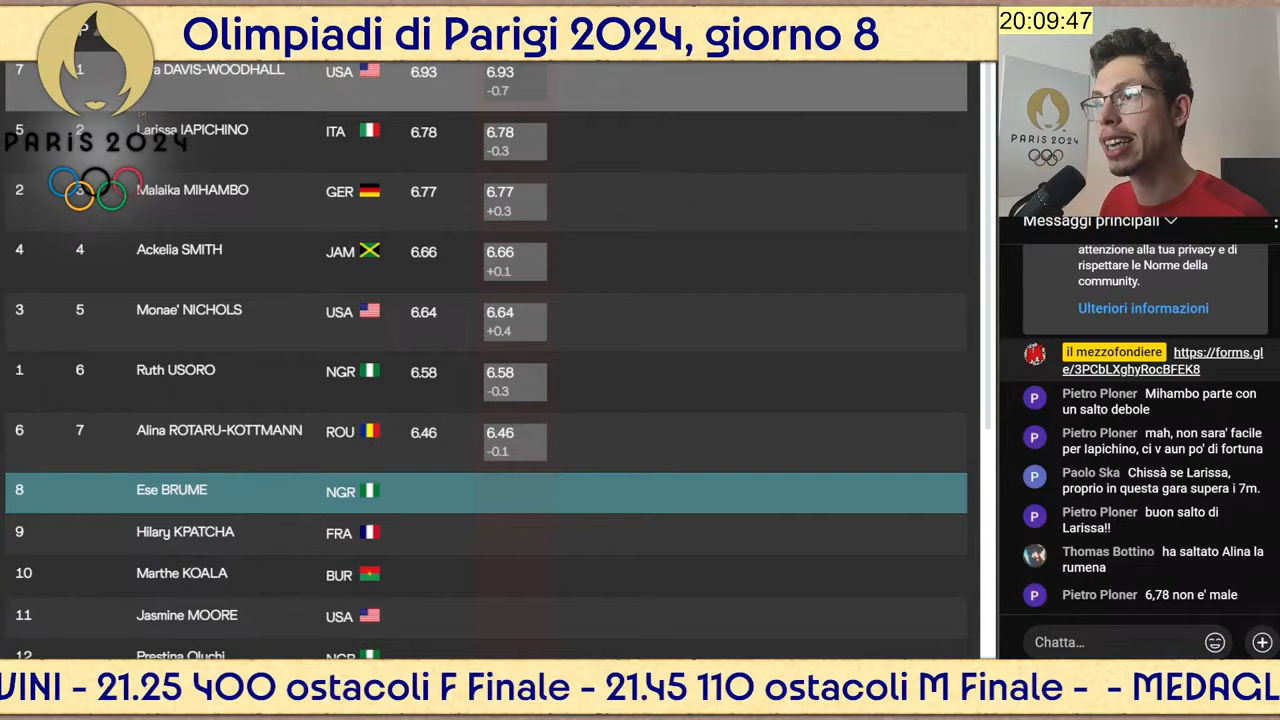 Olimpiadi di Parigi 2024, giorno 8
20:09:47
7 1 DAVIS-WOODHALL USA 6.93 6.93
-0.7
5 2 Larissa IAPICHINO ITA 6.78 6.78
-0.3
2 3 Malaika MIHAMBO GER 6.77 6.77
+0.3
4 4 Ackelia SMITH JAM 6.66 6.66
+0.1
3 5 Monae' NICHOLS USA 6.64 6.64
+0.4
1 6 Ruth USORO NGR 6.58 6.58
-0.3
6 7 Alina ROTARU-KOTTMANN ROU 6.46 6.46
-0.1
8 Ese BRUME NGR
9 Hilary KPATCHA FRA
10 Marthe KOALA BUR
11 Jasmine MOORE USA
12 Prestina Oluchi NGR
PARIS 2024
PARIS 2024
Messaggi principali
attenzione alla tua privacy e di
rispettare le Norme della
community.
Ulteriori informazioni
il mezzofondiere https://forms.gl
e/3PCbLXghyRocBFEK8
Pietro Ploner Mihambo parte con
un salto debole
Pietro Ploner mah, non sara' facile
per Iapichino, ci v aun po' di fortuna
Paolo Ska Chissà se Larissa,
proprio in questa gara supera i 7m.
Pietro Ploner buon salto di
Larissa!!
Thomas Bottino ha saltato Alina la
rumena
Pietro Ploner 6,78 non e' male
Chatta...
VINI - 21.25 400 ostacoli F Finale - 21.45 110 ostacoli M Finale - - MEDAGL